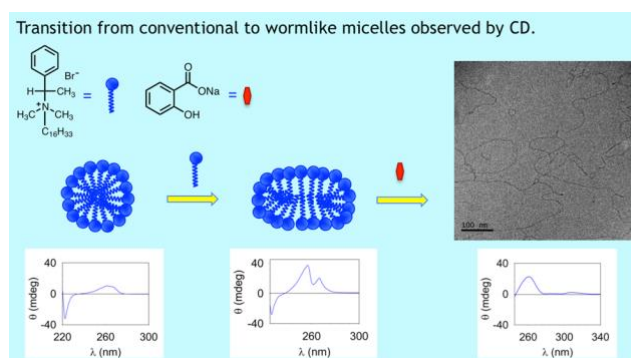 Transition from conventional to wormlike micelles observed by CD.
Br⁻
H
CH₃
=
N⁺
H₃C
CH₃
C₁₆H₃₃
O
ONa
OH
=
100 nm
40
0
-40
θ (mdeg)
220 260 300
λ (nm)
40
0
-40
θ (mdeg)
260 300
λ (nm)
40
0
-40
θ (mdeg)
260 300 340
λ (nm)